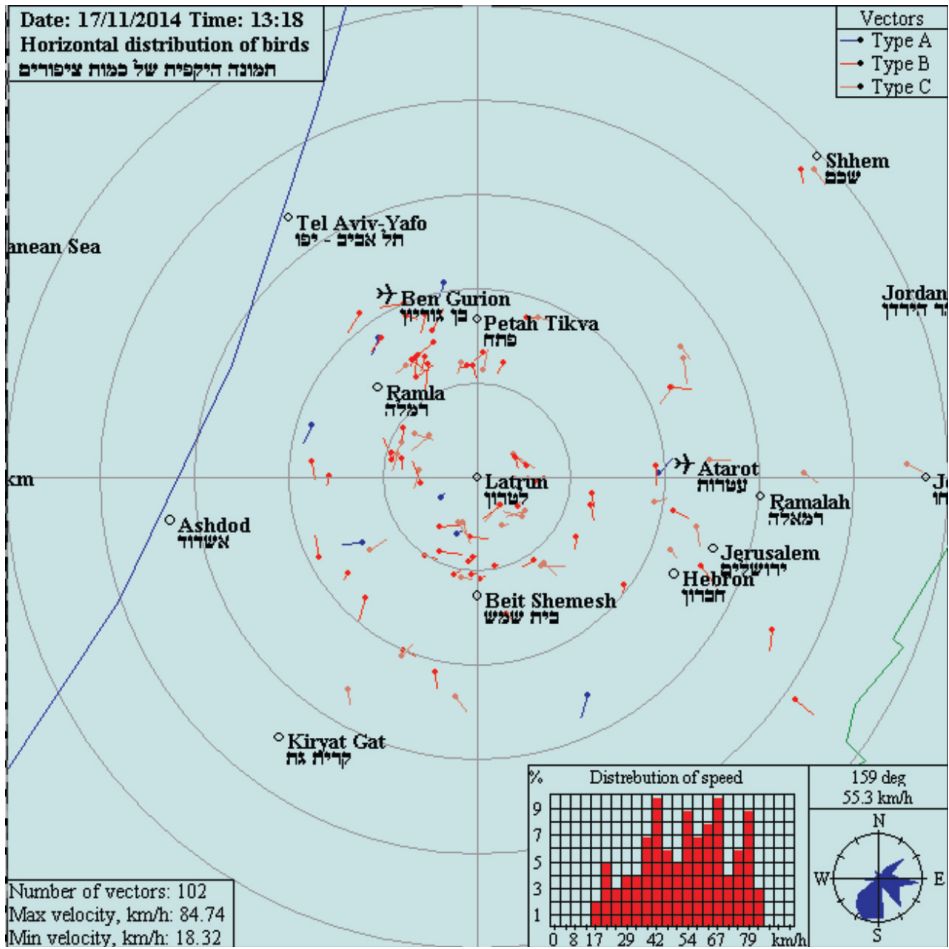 Date: 17/11/2014 Time: 13:18
Horizontal distribution of birds
תמונה היקפית של כמות ציפורים
Vectors
Type A
Type B
Type C
Shhem
שכם
Tel Aviv-Yafo
תל אביב - יפו
anean Sea
Jordan
Ben Gurion
בן גוריון
Petah Tikva
פתח
Ramla
רמלה
km
Latrun
לטרון
Atarot
עטרות
Ramalah
רמאלה
Ashdod
אשדוד
Jerusalem
ירושלים
Hebron
חברון
Beit Shemesh
בית שמש
Kiryat Gat
קרית גת
Number of vectors: 102
Max velocity, km/h: 84.74
Min velocity, km/h: 18.32
% Distrebution of speed
9
7
5
3
1
0 8 17 29 42 54 67 79 km/h
159 deg
55.3 km/h
N
W E
S